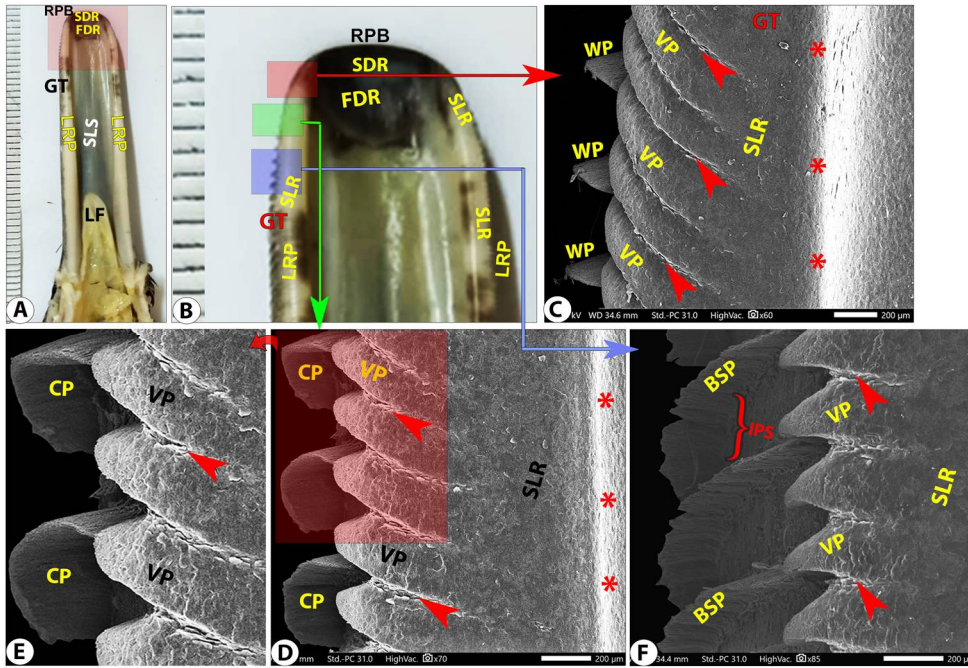 RPB
SDR
FDR
GT
LRP
SLS
LRP
LF
A
RPB
SDR
FDR
SLR
SLR
GT
LRP
SLR
LRP
B
GT
WP
VP
*
WP
VP
SLR
*
WP
VP
*
C
kV WD 34.6 mm Std.-PC 31.0 HighVac. x60 200 µm
CP
VP
CP
VP
E
CP
VP
*
SLR
*
VP
CP
*
D
mm Std.-PC 31.0 HighVac. x70 200 µm
BSP
VP
IPS
SLR
VP
BSP
F
34.4 mm Std.-PC 31.0 HighVac. x85 200 µm